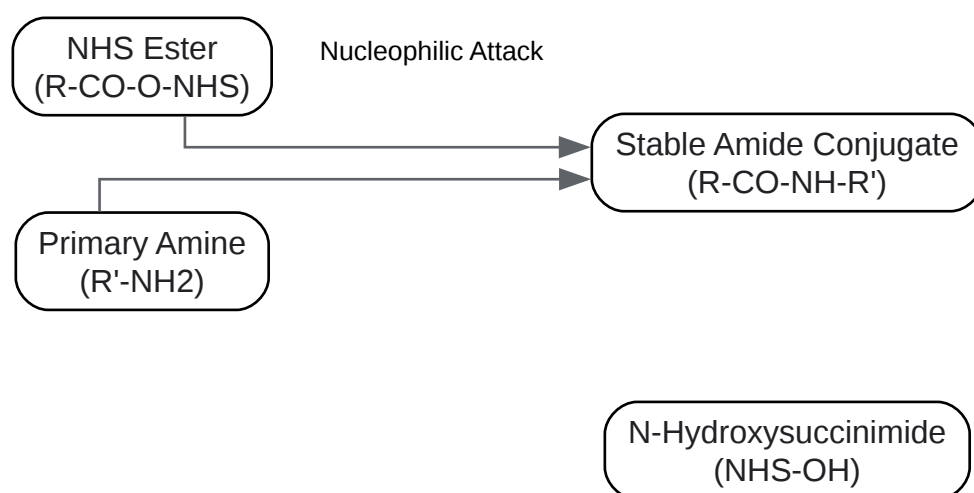 NHS Ester
(R-CO-O-NHS)
Nucleophilic Attack
Stable Amide Conjugate
(R-CO-NH-R')
Primary Amine
(R'-NH2)
N-Hydroxysuccinimide
(NHS-OH)